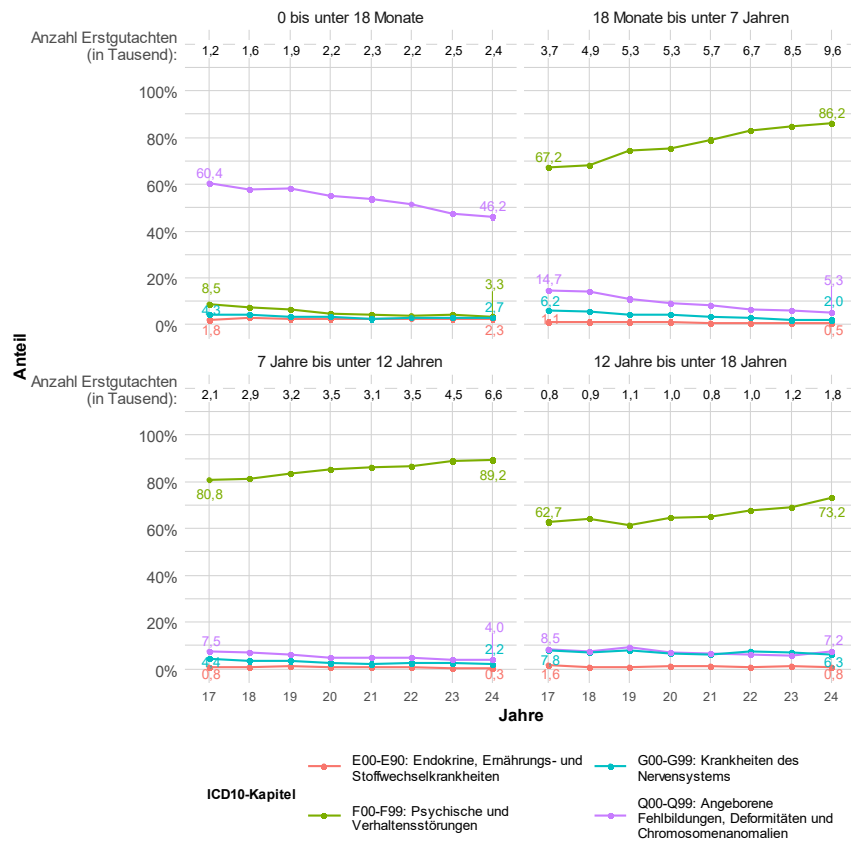 0 bis unter 18 Monate
18 Monate bis unter 7 Jahren
Anzahl Erstgutachten
(in Tausend):
1,2 1,6 1,9 2,2 2,3 2,2 2,5 2,4
3,7 4,9 5,3 5,3 5,7 6,7 8,5 9,6
100%
80%
60%
40%
20%
0%
60,4
46,2
8,5
3,3
4,3
2,7
1,8
2,3
67,2
86,2
14,7
5,3
6,2
2,0
1,1
0,5
Anteil
7 Jahre bis unter 12 Jahren
12 Jahre bis unter 18 Jahren
Anzahl Erstgutachten
(in Tausend):
2,1 2,9 3,2 3,5 3,1 3,5 4,5 6,6
0,8 0,9 1,1 1,0 0,8 1,0 1,2 1,8
100%
80%
60%
40%
20%
0%
80,8
89,2
7,5
4,0
4,4
2,2
0,8
0,3
62,7
73,2
8,5
7,2
7,8
6,3
1,6
0,8
17 18 19 20 21 22 23 24
17 18 19 20 21 22 23 24
Jahre
ICD10-Kapitel
E00-E90: Endokrine, Ernährungs- und
Stoffwechselkrankheiten
F00-F99: Psychische und
Verhaltensstörungen
G00-G99: Krankheiten des
Nervensystems
Q00-Q99: Angeborene
Fehlbildungen, Deformitäten und
Chromosomenanomalien